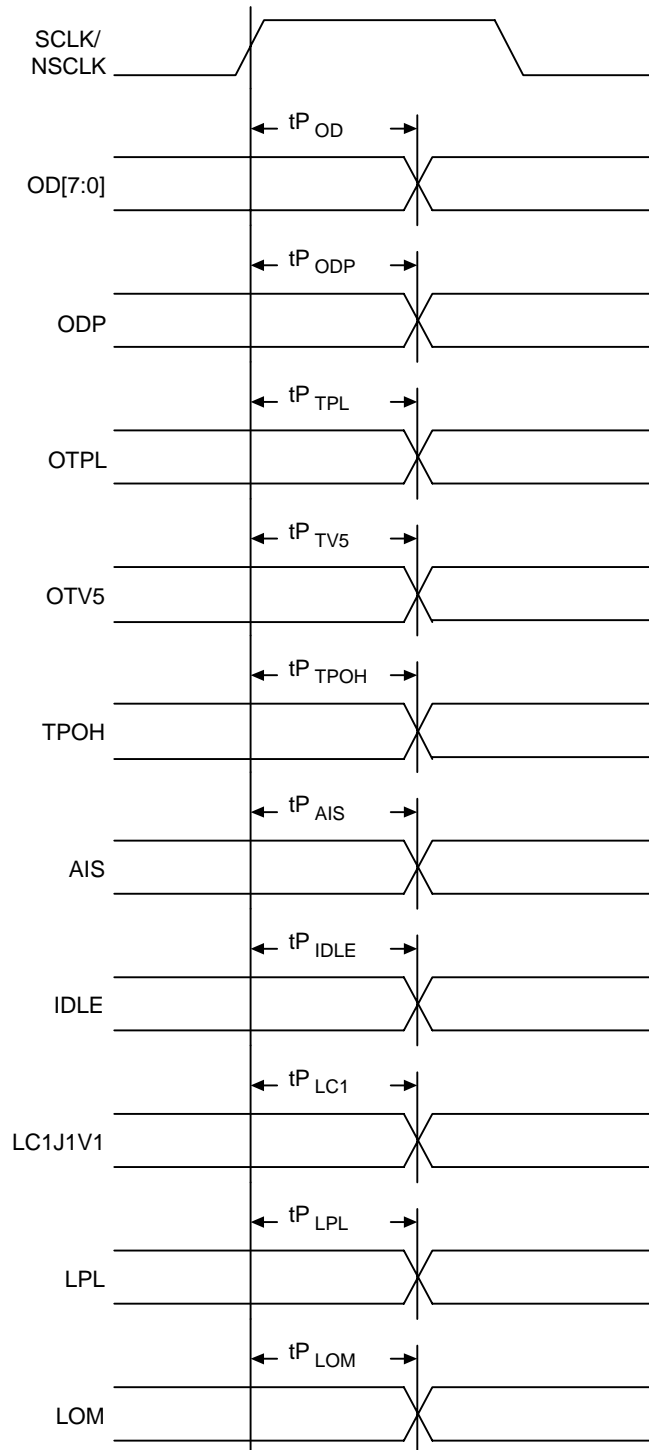 SCLK/
NSCLK
tP OD
OD[7:0]
tP ODP
ODP
tP TPL
OTPL
tP TV5
OTV5
tP TPOH
TPOH
tP AIS
AIS
tP IDLE
IDLE
tP LC1
LC1J1V1
tP LPL
LPL
tP LOM
LOM